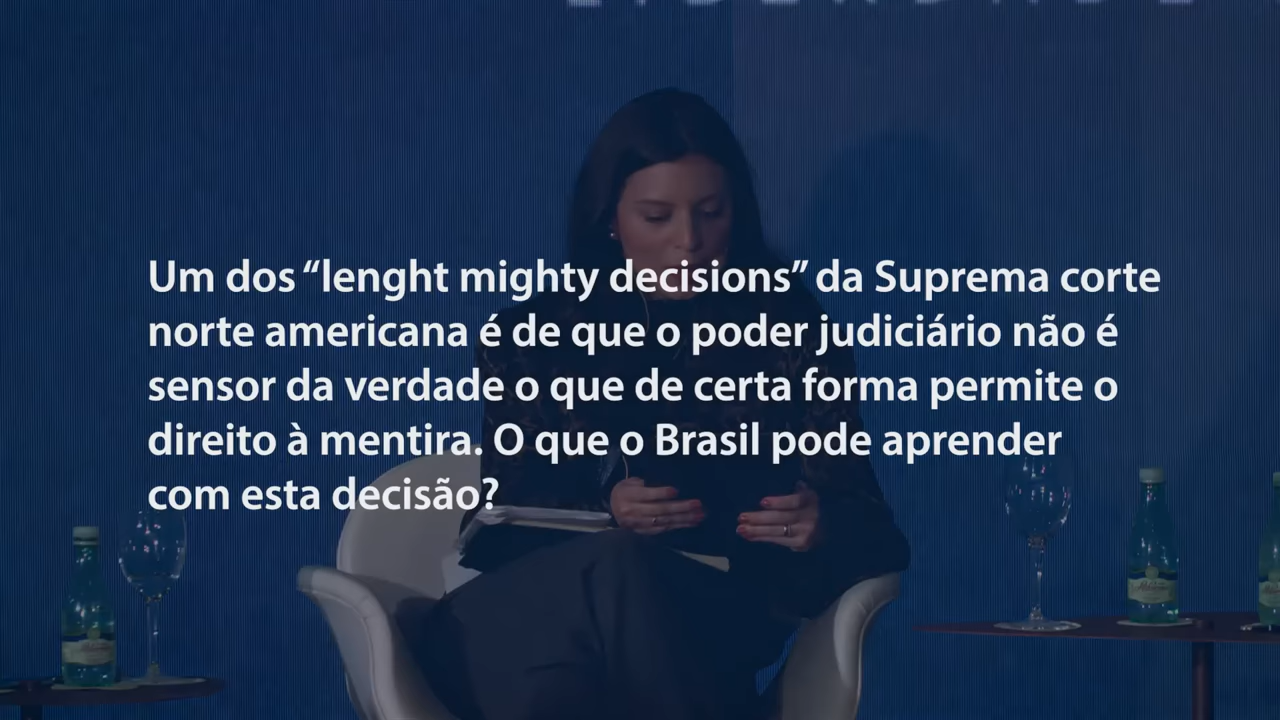 Um dos “lenght mighty decisions” da Suprema corte
norte americana é de que o poder judiciário não é
sensor da verdade o que de certa forma permite o
direito à mentira. O que o Brasil pode aprender
com esta decisão?